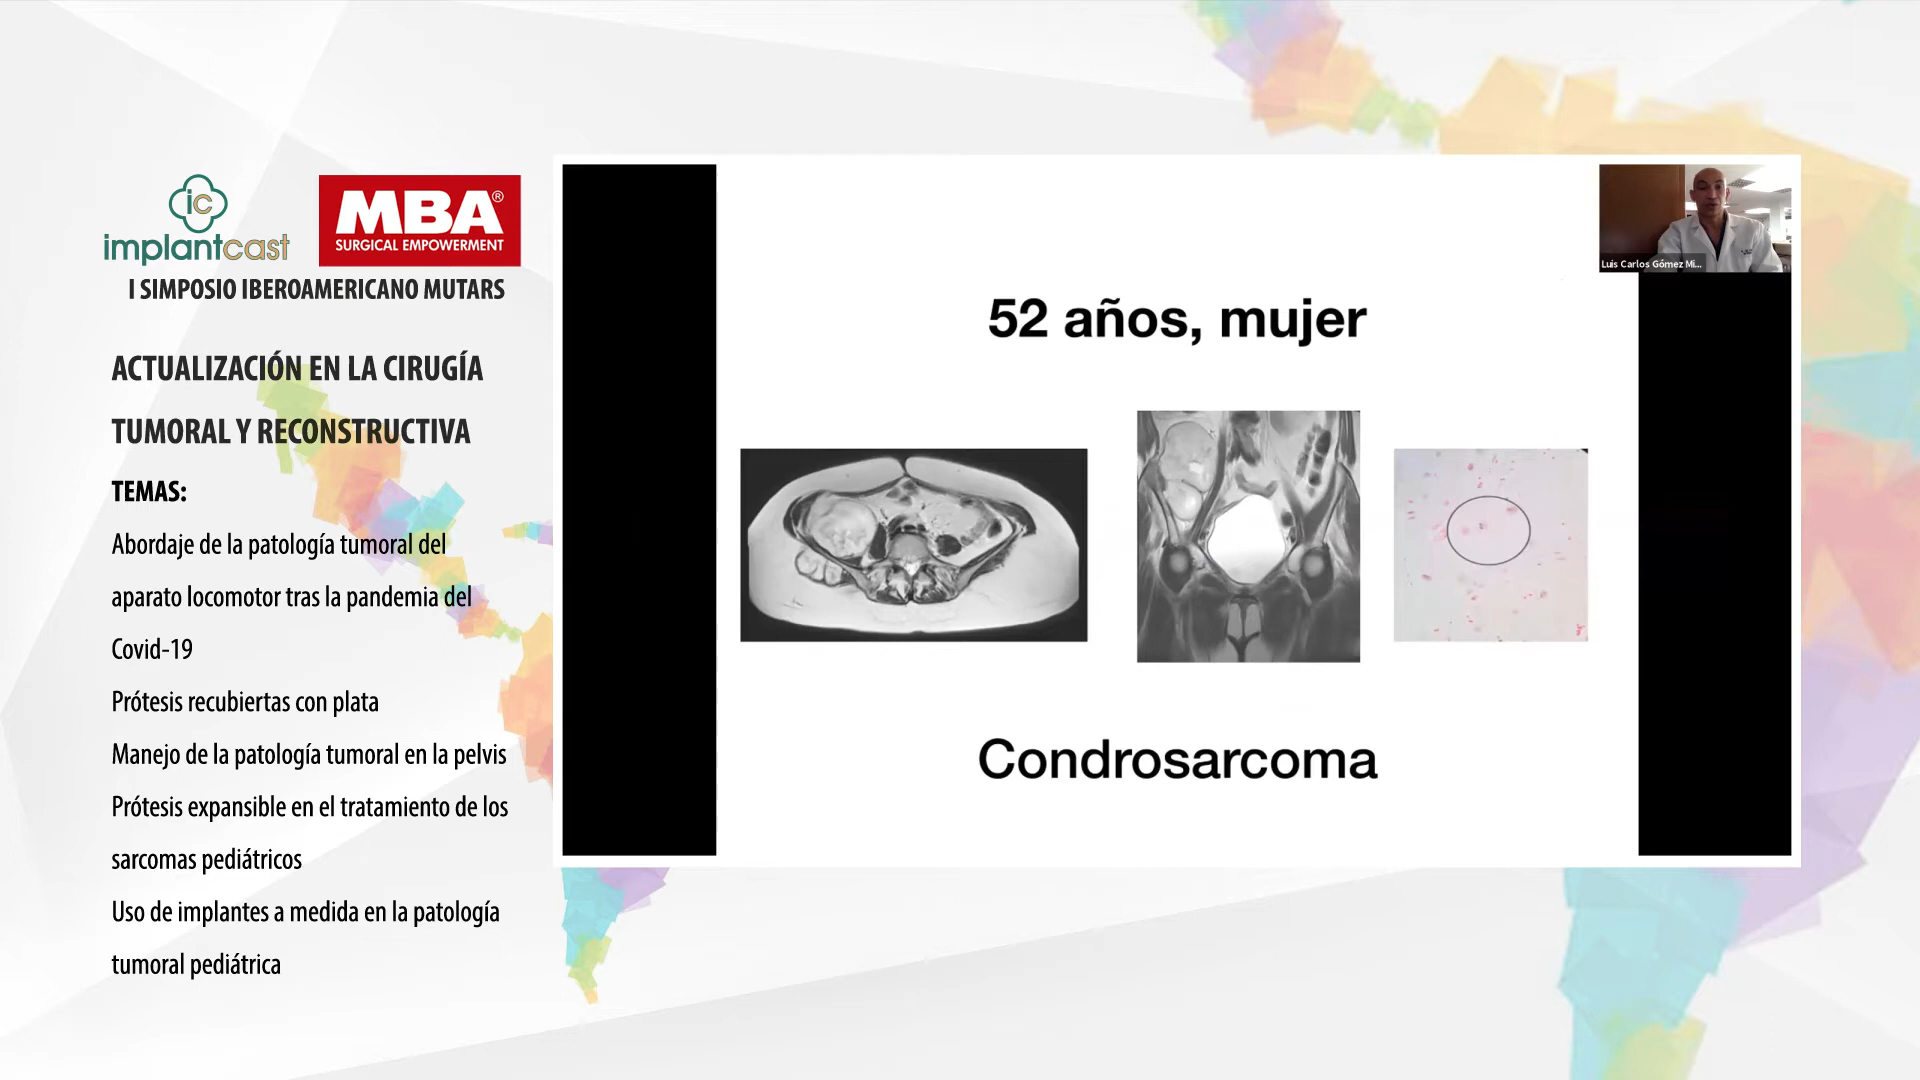 ic
implantcast
MBA®
SURGICAL EMPOWERMENT
I SIMPOSIO IBEROAMERICANO MUTARS
ACTUALIZACIÓN EN LA CIRUGÍA
TUMORAL Y RECONSTRUCTIVA
TEMAS:
Abordaje de la patología tumoral del
aparato locomotor tras la pandemia del
Covid-19
Prótesis recubiertas con plata
Manejo de la patología tumoral en la pelvis
Prótesis expansible en el tratamiento de los
sarcomas pediátricos
Uso de implantes a medida en la patología
tumoral pediátrica
52 años, mujer
Condrosarcoma
Luis Carlos Gómez Mi...